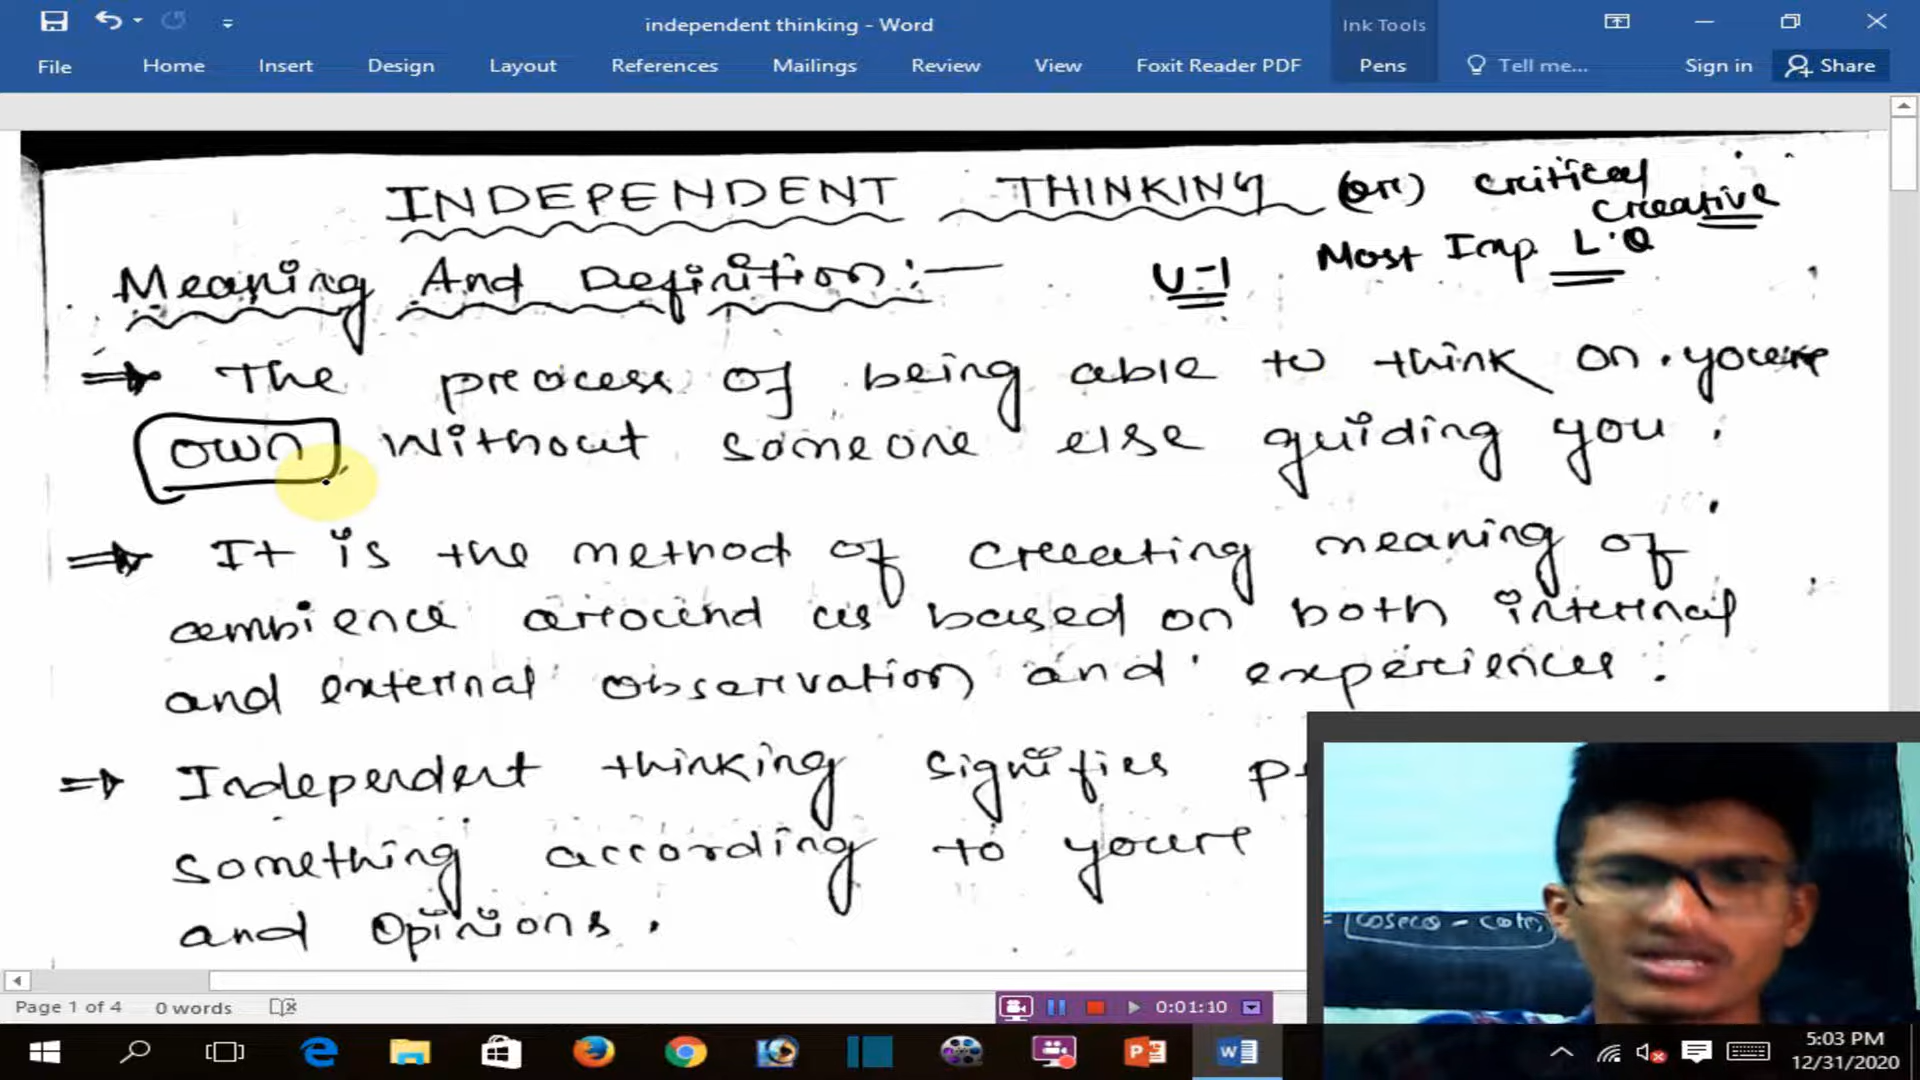 independent thinking - Word
Ink Tools
File Home Insert Design Layout References Mailings Review View Foxit Reader PDF Pens Tell me... Sign in Share
INDEPENDENT THINKING (or) Critical
Creative
Meaning And Definition :— U-1 Most Imp. L.Q
⇒ The process of being able to think on your
own without someone else guiding you.
⇒ It is the method of creating meaning of
ambience around us based on both internal
and external observation and experiences.
⇒ Independent thinking signifies
something according to your
and opinions.
cosecθ - cot
Page 1 of 4 0 words 0:01:10
5:03 PM
12/31/2020